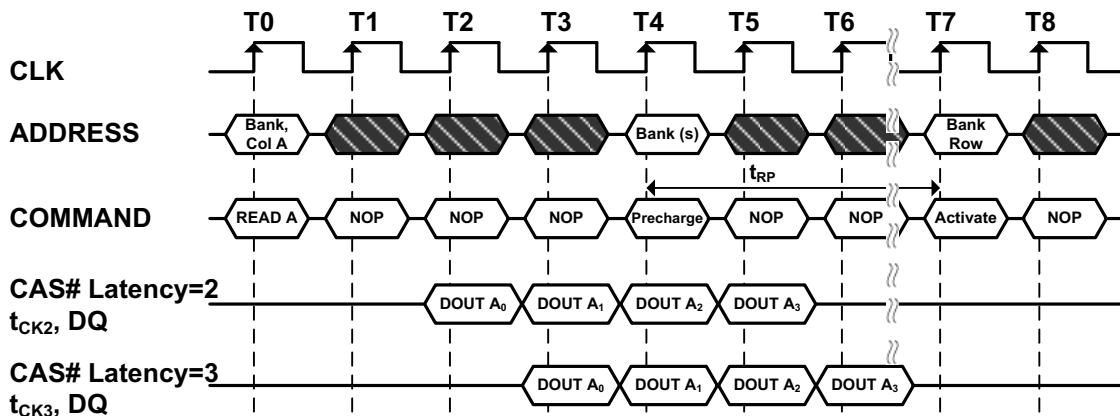 T0 T1 T2 T3 T4 T5 T6 T7 T8
CLK
ADDRESS
Bank,
Col A
Bank (s)
Bank
Row
tRP
COMMAND
READ A NOP NOP NOP Precharge NOP NOP Activate NOP
CAS# Latency=2
tCK2, DQ
DOUT A0 DOUT A1 DOUT A2 DOUT A3
CAS# Latency=3
tCK3, DQ
DOUT A0 DOUT A1 DOUT A2 DOUT A3